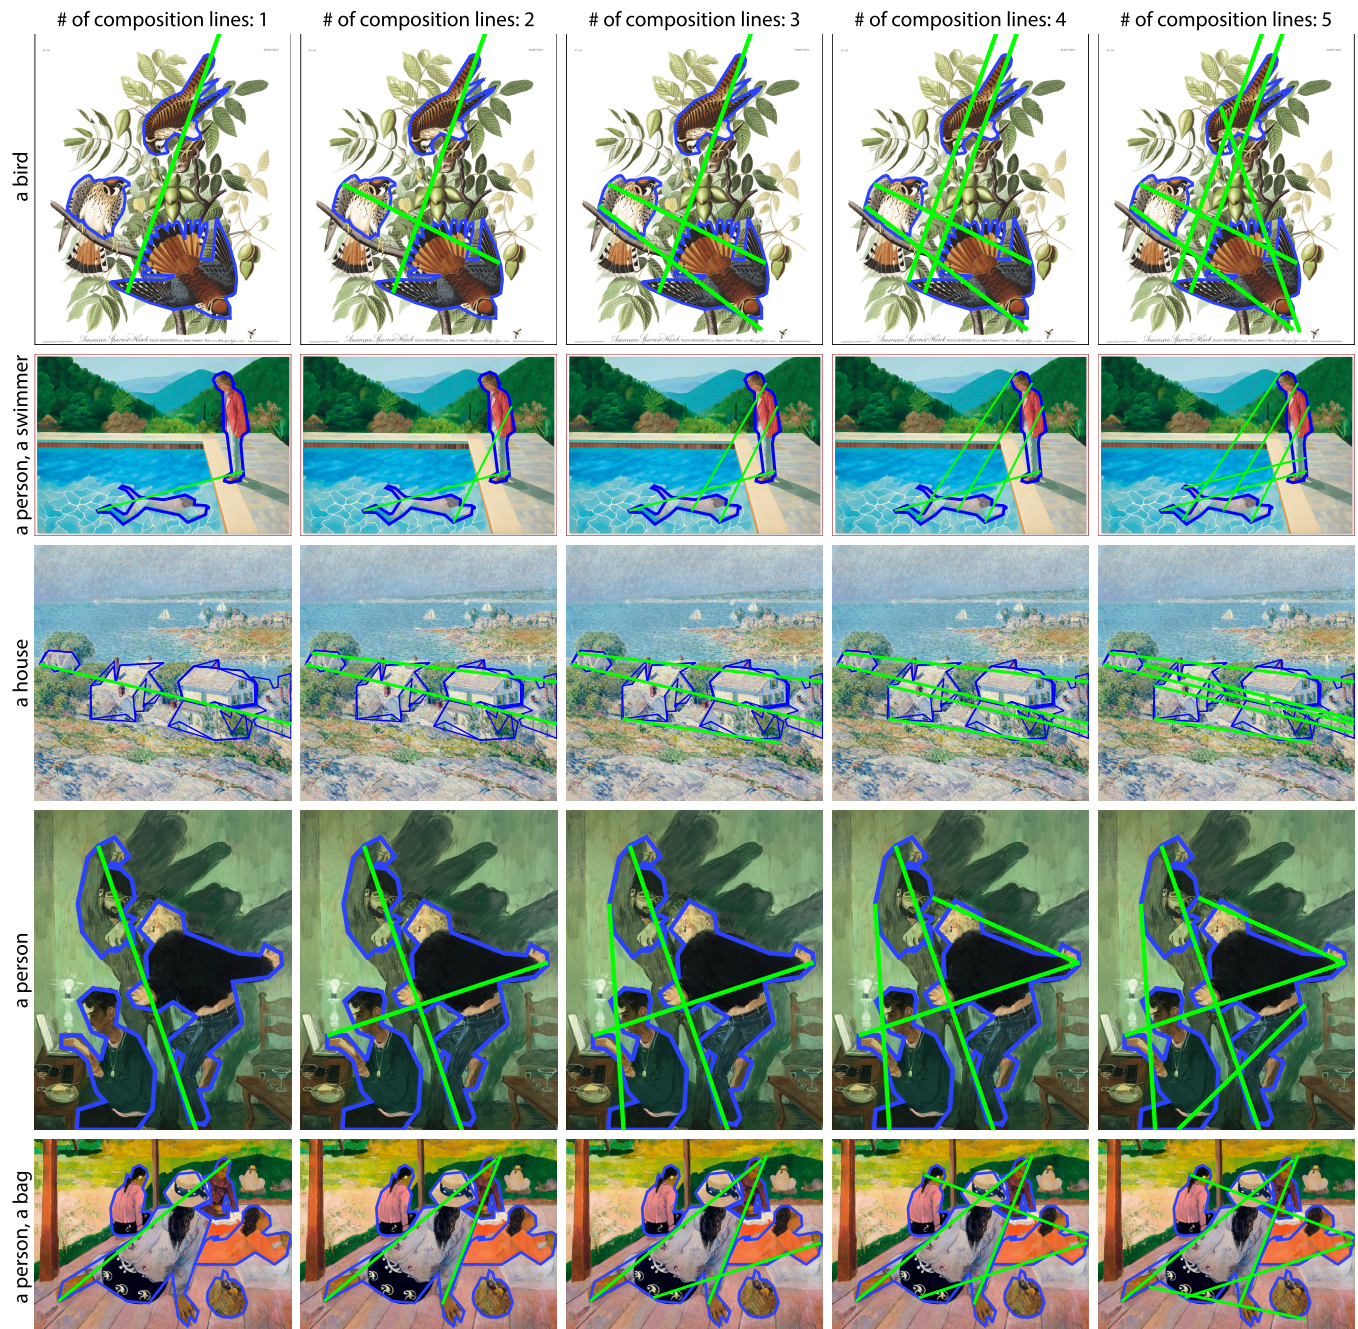 # of composition lines: 1
# of composition lines: 2
# of composition lines: 3
# of composition lines: 4
# of composition lines: 5
a bird
a person, a swimmer
a house
a person
a person, a bag